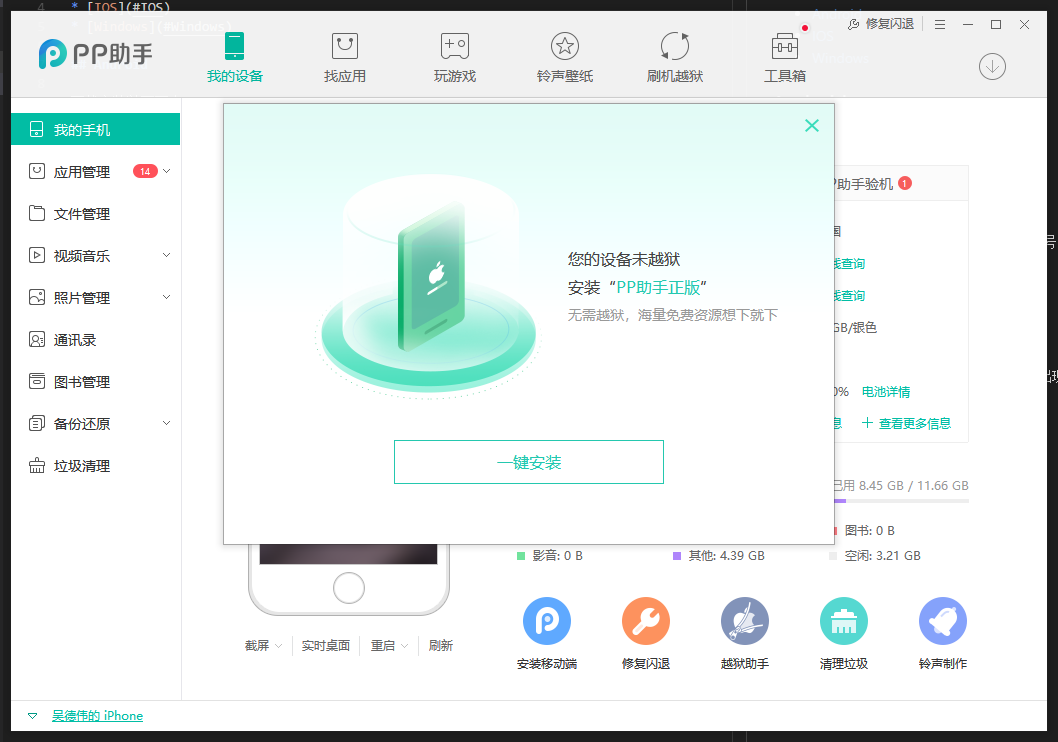 4 * [IOS](#IOS)
* [Windows](#Windows)
PP助手
我的设备
找应用
玩游戏
铃声壁纸
刷机越狱
工具箱
修复闪退
我的手机
应用管理 14
文件管理
视频音乐
照片管理
通讯录
图书管理
备份还原
垃圾清理
您的设备未越狱
安装“PP助手正版”
无需越狱，海量免费资源想下就下
一键安装
助手验机 1
查询
查询
GB/银色
0% 电池详情
息 + 查看更多信息
已用 8.45 GB / 11.66 GB
图书: 0 B
影音: 0 B
其他: 4.39 GB
空闲: 3.21 GB
截屏
实时桌面
重启
刷新
安装移动端
修复闪退
越狱助手
清理垃圾
铃声制作
吴德伟的 iPhone